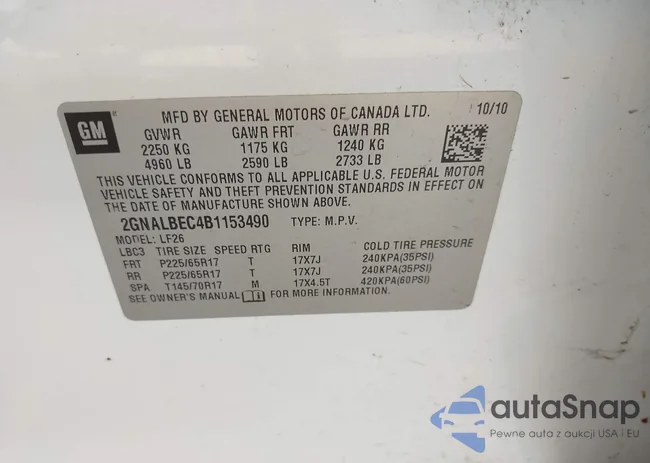 GM
MFD BY GENERAL MOTORS OF CANADA LTD. 10/10
GVWR GAWR FRT GAWR RR
2250 KG 1175 KG 1240 KG
4960 LB 2590 LB 2733 LB
THIS VEHICLE CONFORMS TO ALL APPLICABLE U.S. FEDERAL MOTOR
VEHICLE SAFETY AND THEFT PREVENTION STANDARDS IN EFFECT ON
THE DATE OF MANUFACTURE SHOWN ABOVE.
2GNALBEC4B1153490 TYPE: M.P.V.
MODEL: LF26
LBC3 TIRE SIZE SPEED RTG RIM COLD TIRE PRESSURE
FRT P225/65R17 T 17X7J 240KPA(35PSI)
RR P225/65R17 T 17X7J 240KPA(35PSI)
SPA T145/70R17 M 17X4.5T 420KPA(60PSI)
SEE OWNER'S MANUAL FOR MORE INFORMATION.
autaSnap
Pewne auta z aukcji USA i EU